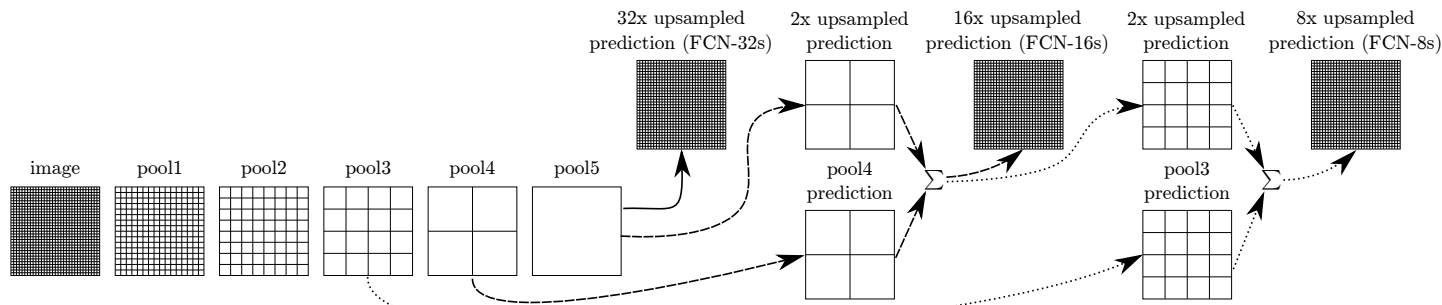 32x upsampled
prediction (FCN-32s)
2x upsampled
prediction
16x upsampled
prediction (FCN-16s)
2x upsampled
prediction
8x upsampled
prediction (FCN-8s)
image
pool1
pool2
pool3
pool4
pool5
pool4
prediction
∑
pool3
prediction
∑